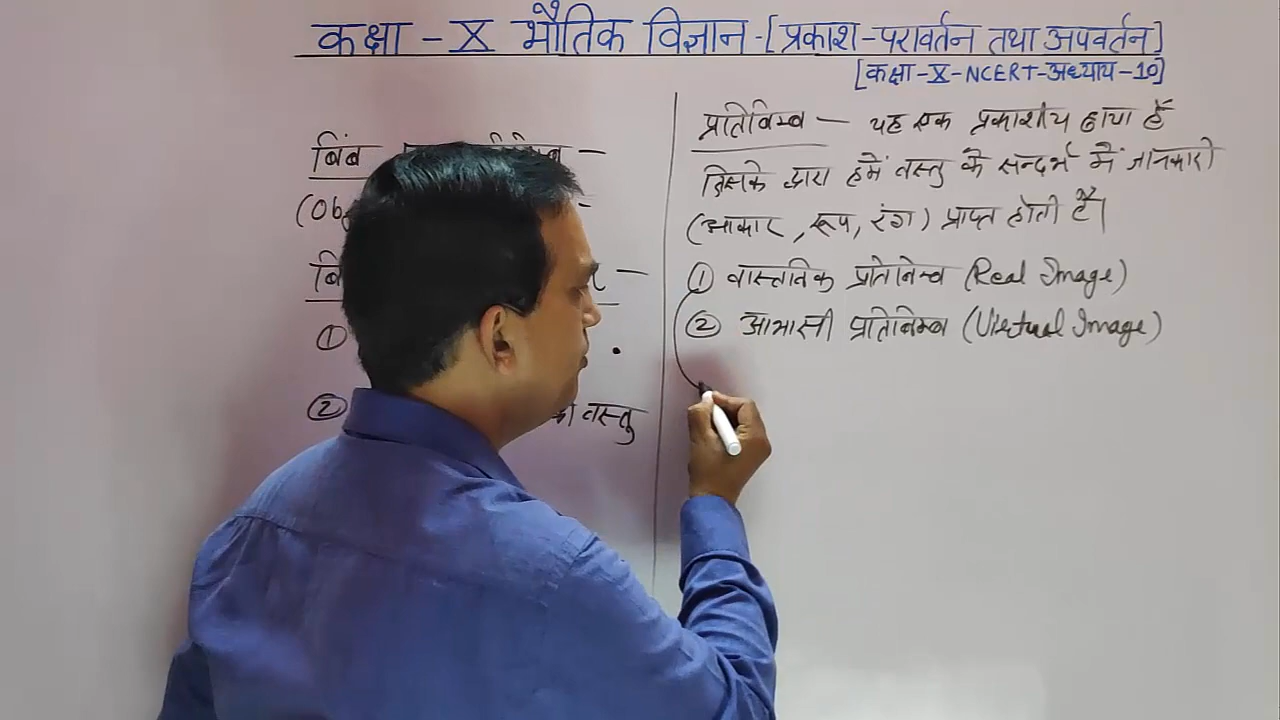 कक्षा - X भौतिक विज्ञान - [प्रकाश - परावर्तन तथा अपवर्तन]
[कक्षा - X - NCERT - अध्याय - 10]
बिंब
(Ob
①
② वस्तु
प्रतिबिम्ब — यह एक प्रकाशीय छाया है
जिसके द्वारा हमें वस्तु के सन्दर्भ में जानकारी
(आकार, रूप, रंग) प्राप्त होती है।
① वास्तविक प्रतिबिम्ब (Real Image)
② आभासी प्रतिबिम्ब (Virtual Image)